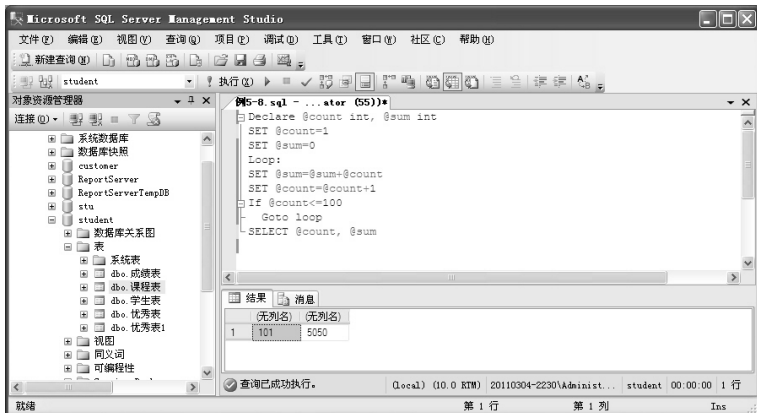 Microsoft SQL Server Management Studio
文件(F) 编辑(E) 视图(V) 查询(Q) 项目(P) 调试(D) 工具(T) 窗口(W) 社区(C) 帮助(H)
新建查询(N)
student 执行(X)
对象资源管理器
连接(O)
系统数据库
数据库快照
customer
ReportServer
ReportServerTempDB
stu
student
数据库关系图
表
系统表
dbo.成绩表
dbo.课程表
dbo.学生表
dbo.优秀表
dbo.优秀表1
视图
同义词
可编程性
例5-8.sql - ...ator (55))*
Declare @count int, @sum int
SET @count=1
SET @sum=0
Loop:
SET @sum=@sum+@count
SET @count=@count+1
If @count<=100
Goto loop
SELECT @count, @sum
结果 消息
(无列名) (无列名)
1 101 5050
查询已成功执行。 (local) (10.0 RTM) 20110304-2230\Administ... student 00:00:00 1 行
就绪 第 1 行 第 1 列 Ins